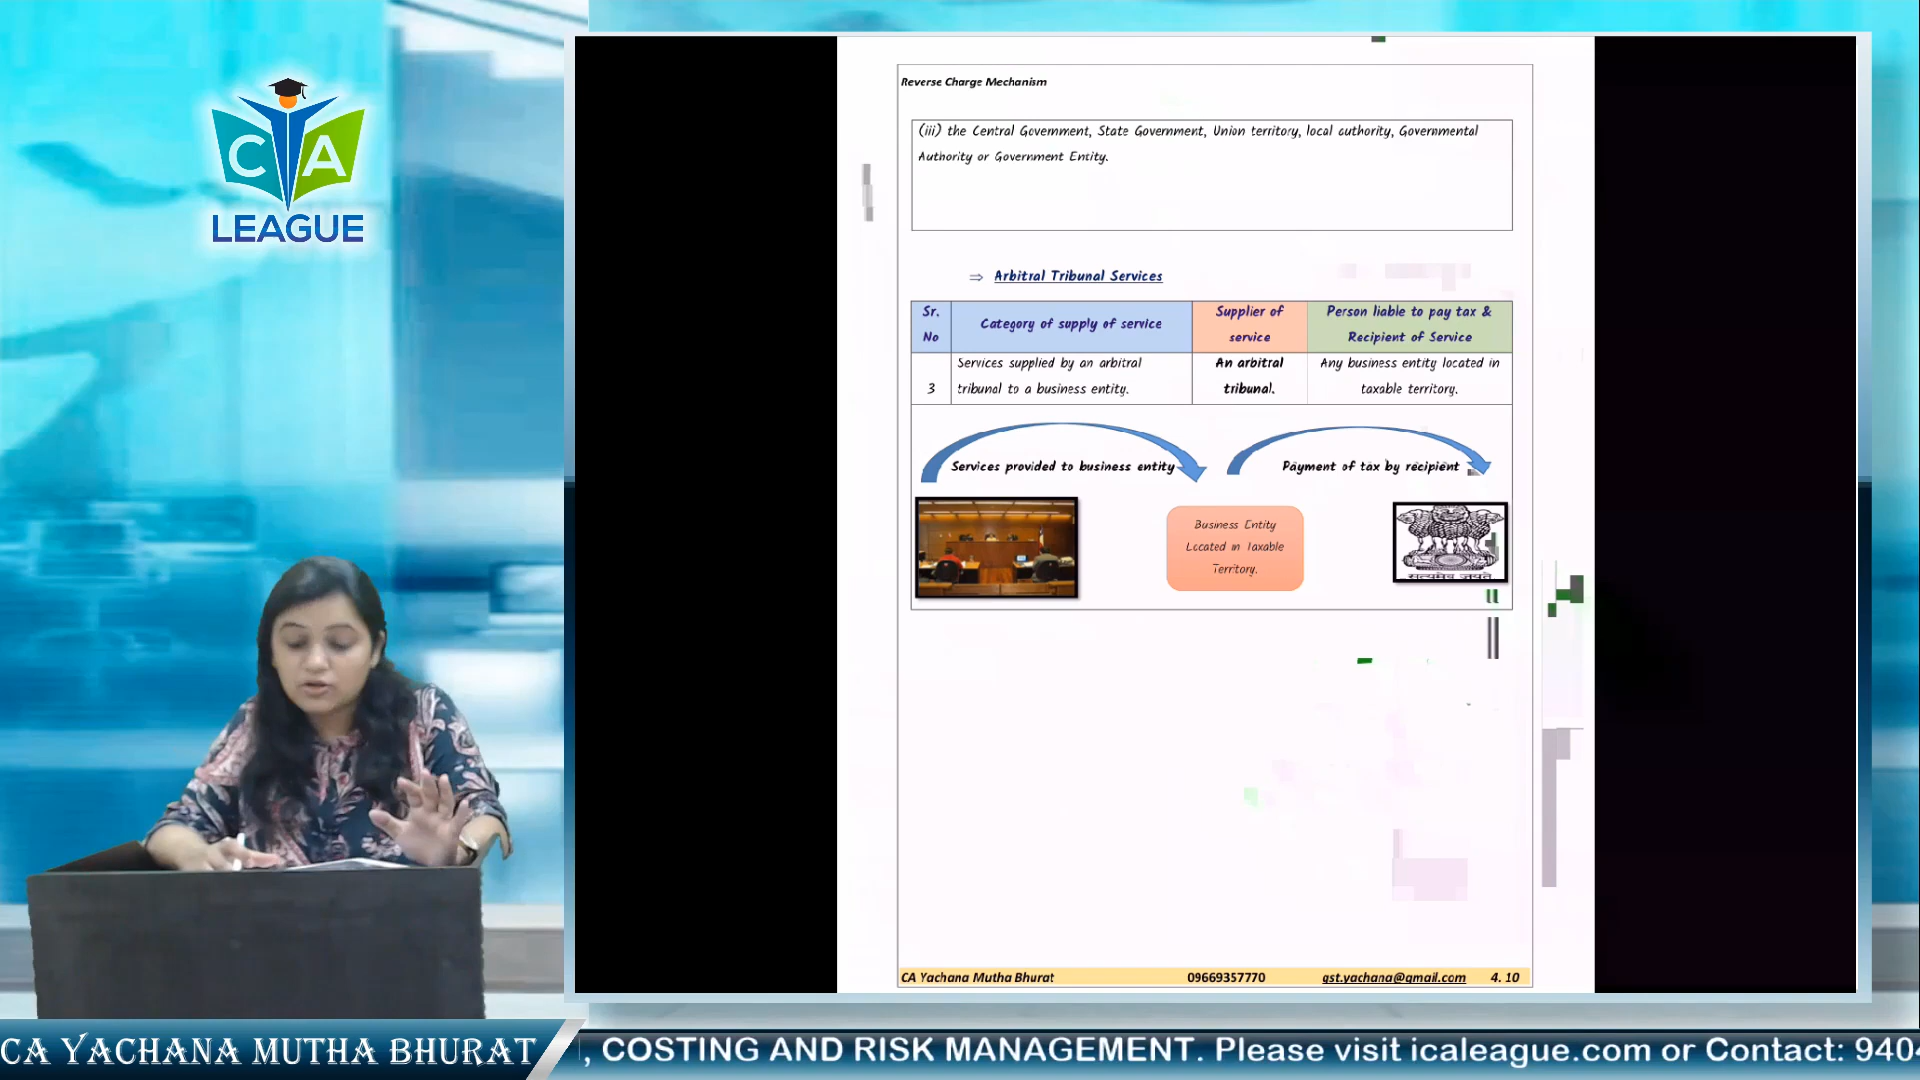 C A
LEAGUE
Reverse Charge Mechanism
(iii) the Central Government, State Government, Union territory, local authority, Governmental
Authority or Government Entity.
⇒ Arbitral Tribunal Services
Sr.
No
Category of supply of service
Supplier of
service
Person liable to pay tax &
Recipient of Service
3
Services supplied by an arbitral
tribunal to a business entity.
An arbitral
tribunal.
Any business entity located in
taxable territory.
Services provided to business entity
Payment of tax by recipient
Business Entity
Located in Taxable
Territory.
सत्यमेव जयते
CA Yachana Mutha Bhurat 09669357770 gst.yachana@gmail.com 4. 10
CA YACHANA MUTHA BHURAT
, COSTING AND RISK MANAGEMENT. Please visit icaleague.com or Contact: 940